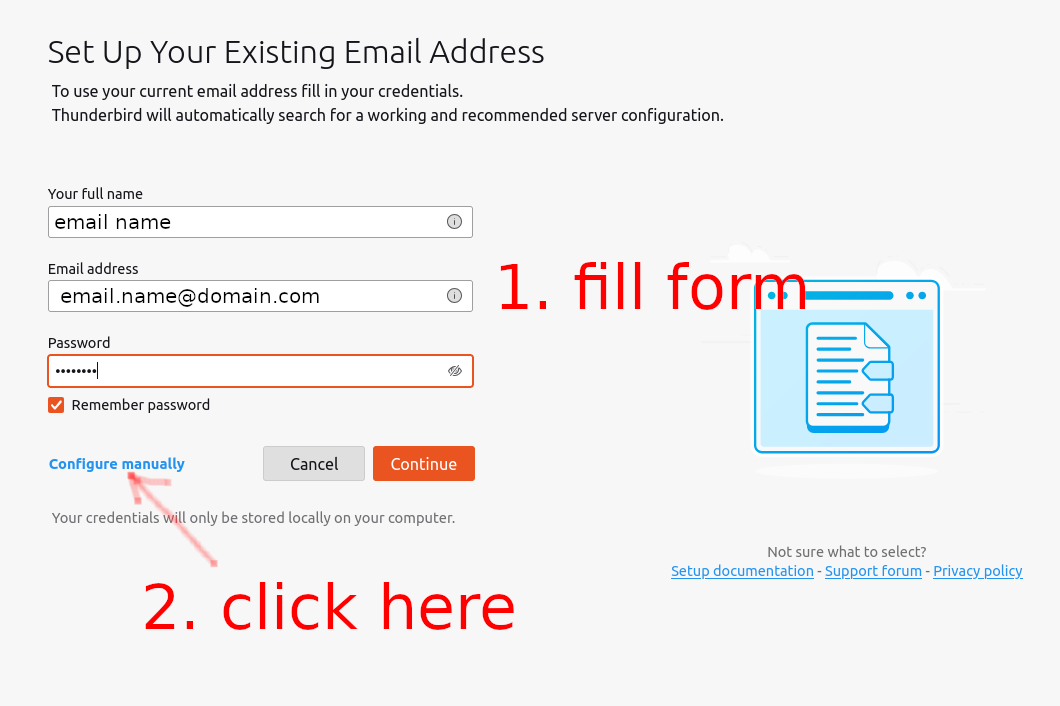 Set Up Your Existing Email Address
To use your current email address fill in your credentials.
Thunderbird will automatically search for a working and recommended server configuration.
Your full name
email name
Email address
email.name@domain.com
1. fill form
Password
••••••••
Remember password
Configure manually
Cancel
Continue
Your credentials will only be stored locally on your computer.
2. click here
Not sure what to select?
Setup documentation - Support forum - Privacy policy